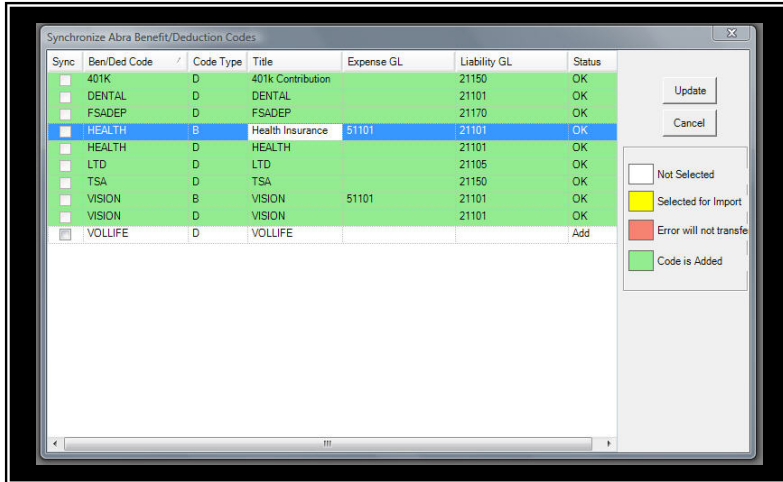 Synchronize Abra Benefit/Deduction Codes
Sync Ben/Ded Code Code Type Title Expense GL Liability GL Status
401K D 401k Contribution 21150 OK
DENTAL D DENTAL 21101 OK
FSADEP D FSADEP 21170 OK
HEALTH B Health Insurance 51101 21101 OK
HEALTH D HEALTH 21101 OK
LTD D LTD 21105 OK
TSA D TSA 21150 OK
VISION B VISION 51101 21101 OK
VISION D VISION 21101 OK
VOLLIFE D VOLLIFE Add
Update
Cancel
Not Selected
Selected for Import
Error will not transfe
Code is Added